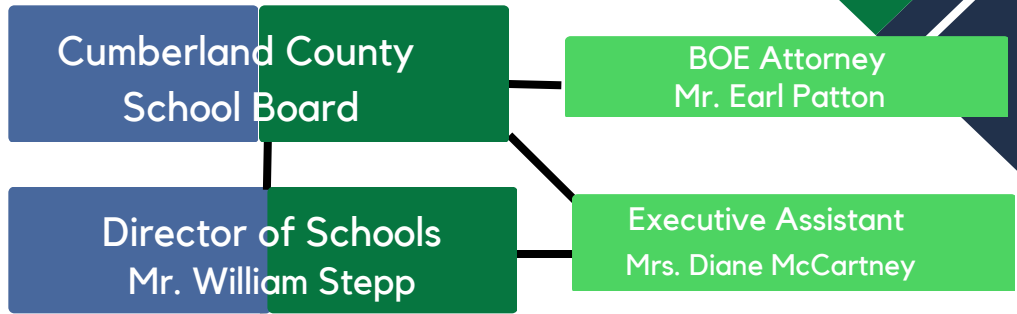 Cumberland County
School Board
BOE Attorney
Mr. Earl Patton
Director of Schools
Mr. William Stepp
Executive Assistant
Mrs. Diane McCartney